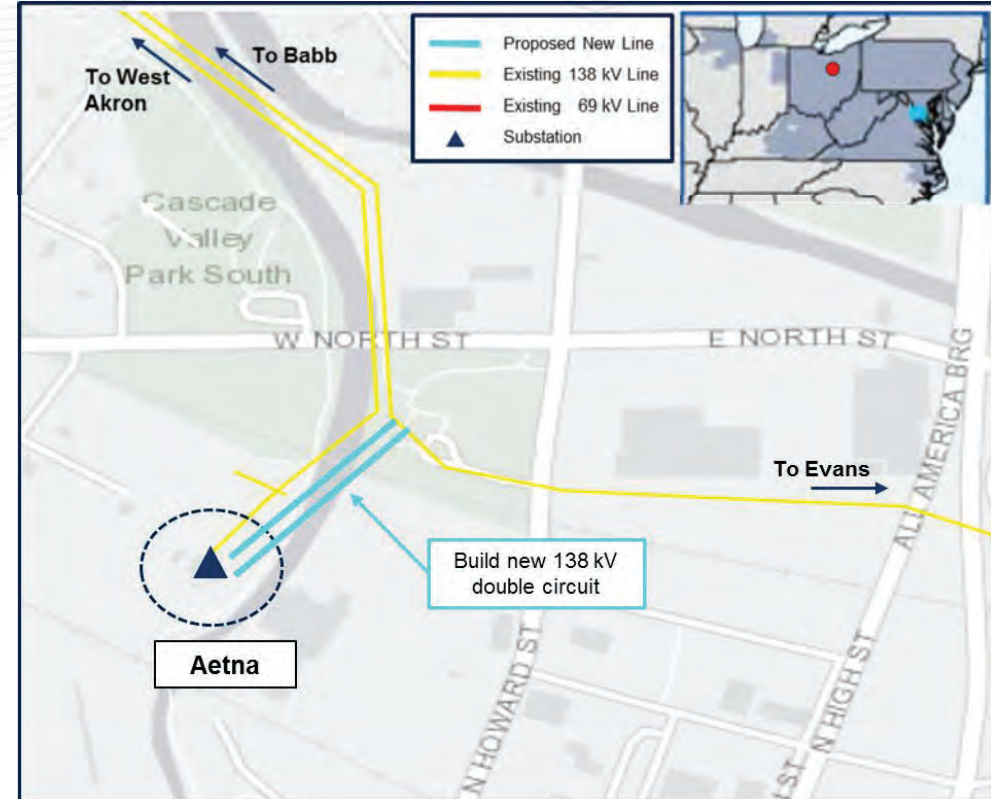 Proposed New Line
Existing 138 kV Line
Existing 69 kV Line
Substation
To West
Akron
To Babb
Cascade
Valley
Park South
W NORTH ST
E NORTH ST
ALL AMERICA BRG
To Evans
Build new 138 kV
double circuit
Aetna
N HOWARD ST
N HIGH ST
ST